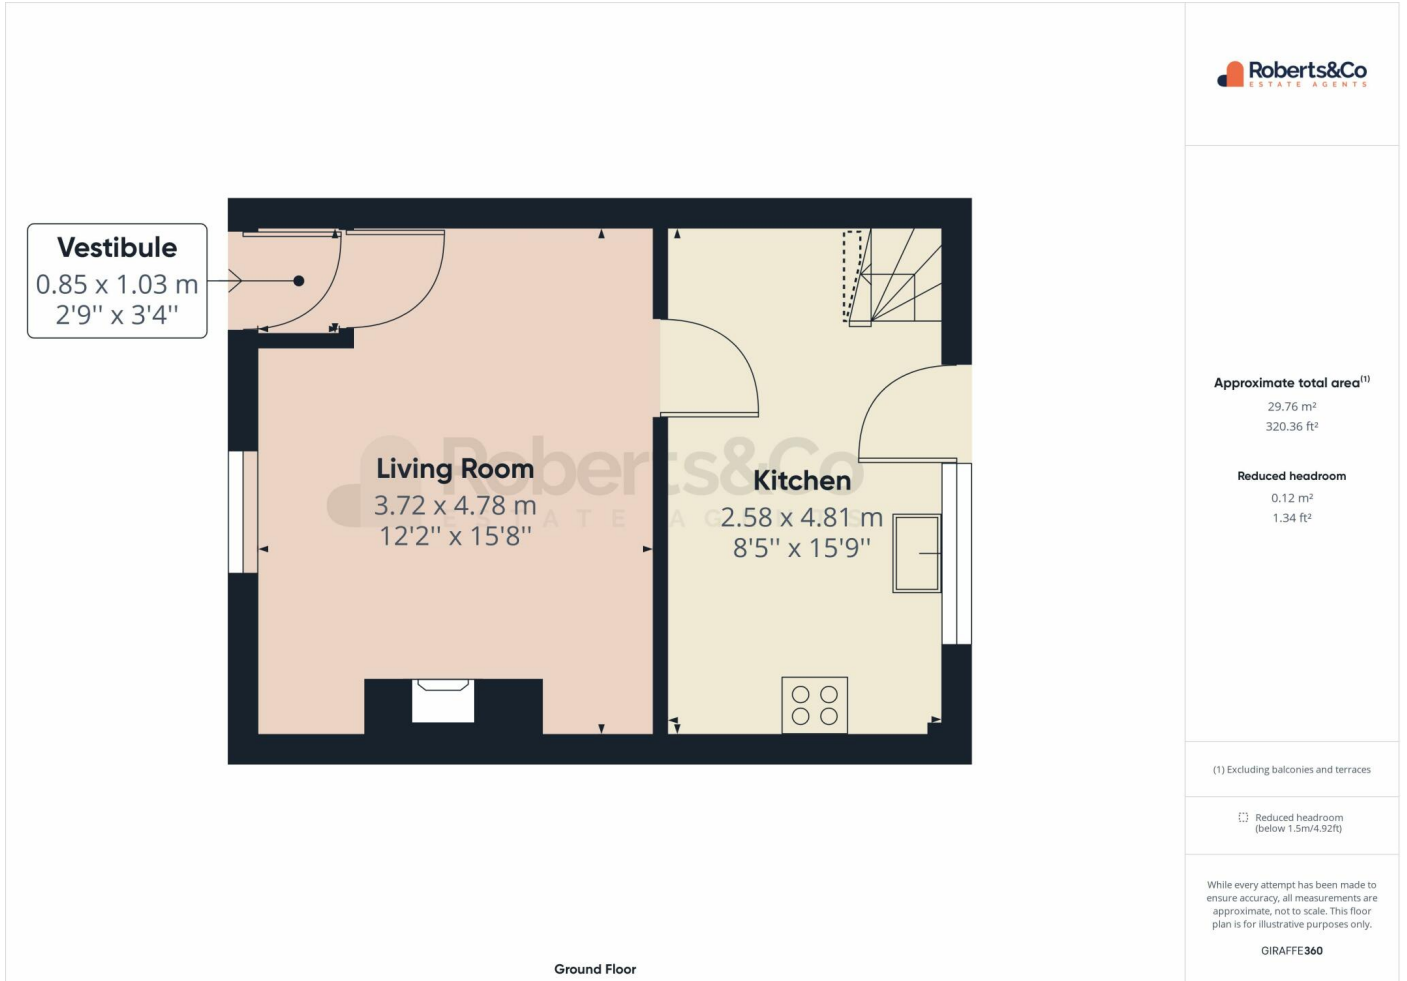 Roberts&Co
ESTATE AGENTS
Vestibule
0.85 x 1.03 m
2'9'' x 3'4''
Roberts&Co
ESTATE AGENTS
Living Room
3.72 x 4.78 m
12'2'' x 15'8''
Kitchen
2.58 x 4.81 m
8'5'' x 15'9''
Ground Floor
Approximate total area(1)
29.76 m²
320.36 ft²
Reduced headroom
0.12 m²
1.34 ft²
(1) Excluding balconies and terraces
Reduced headroom
(below 1.5m/4.92ft)
While every attempt has been made to
ensure accuracy, all measurements are
approximate, not to scale. This floor
plan is for illustrative purposes only.
GIRAFFE360